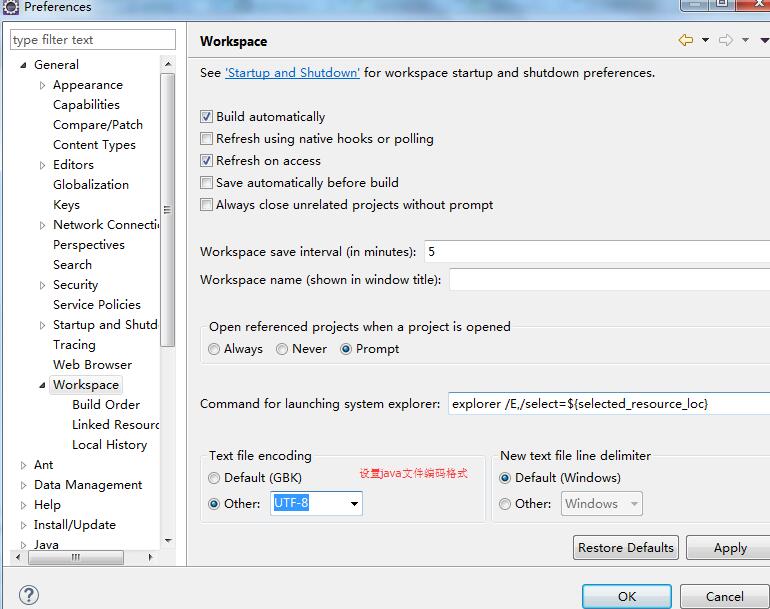 Preferences
type filter text
General
Appearance
Capabilities
Compare/Patch
Content Types
Editors
Globalization
Keys
Network Connecti
Perspectives
Search
Security
Service Policies
Startup and Shutd
Tracing
Web Browser
Workspace
Build Order
Linked Resourc
Local History
Ant
Data Management
Help
Install/Update
Java
Workspace
See 'Startup and Shutdown' for workspace startup and shutdown preferences.
Build automatically
Refresh using native hooks or polling
Refresh on access
Save automatically before build
Always close unrelated projects without prompt
Workspace save interval (in minutes): 5
Workspace name (shown in window title):
Open referenced projects when a project is opened
Always Never Prompt
Command for launching system explorer: explorer /E,/select=${selected_resource_loc}
Text file encoding
Default (GBK) 设置java文件编码格式
Other: UTF-8
New text file line delimiter
Default (Windows)
Other: Windows
Restore Defaults Apply
? OK Cancel